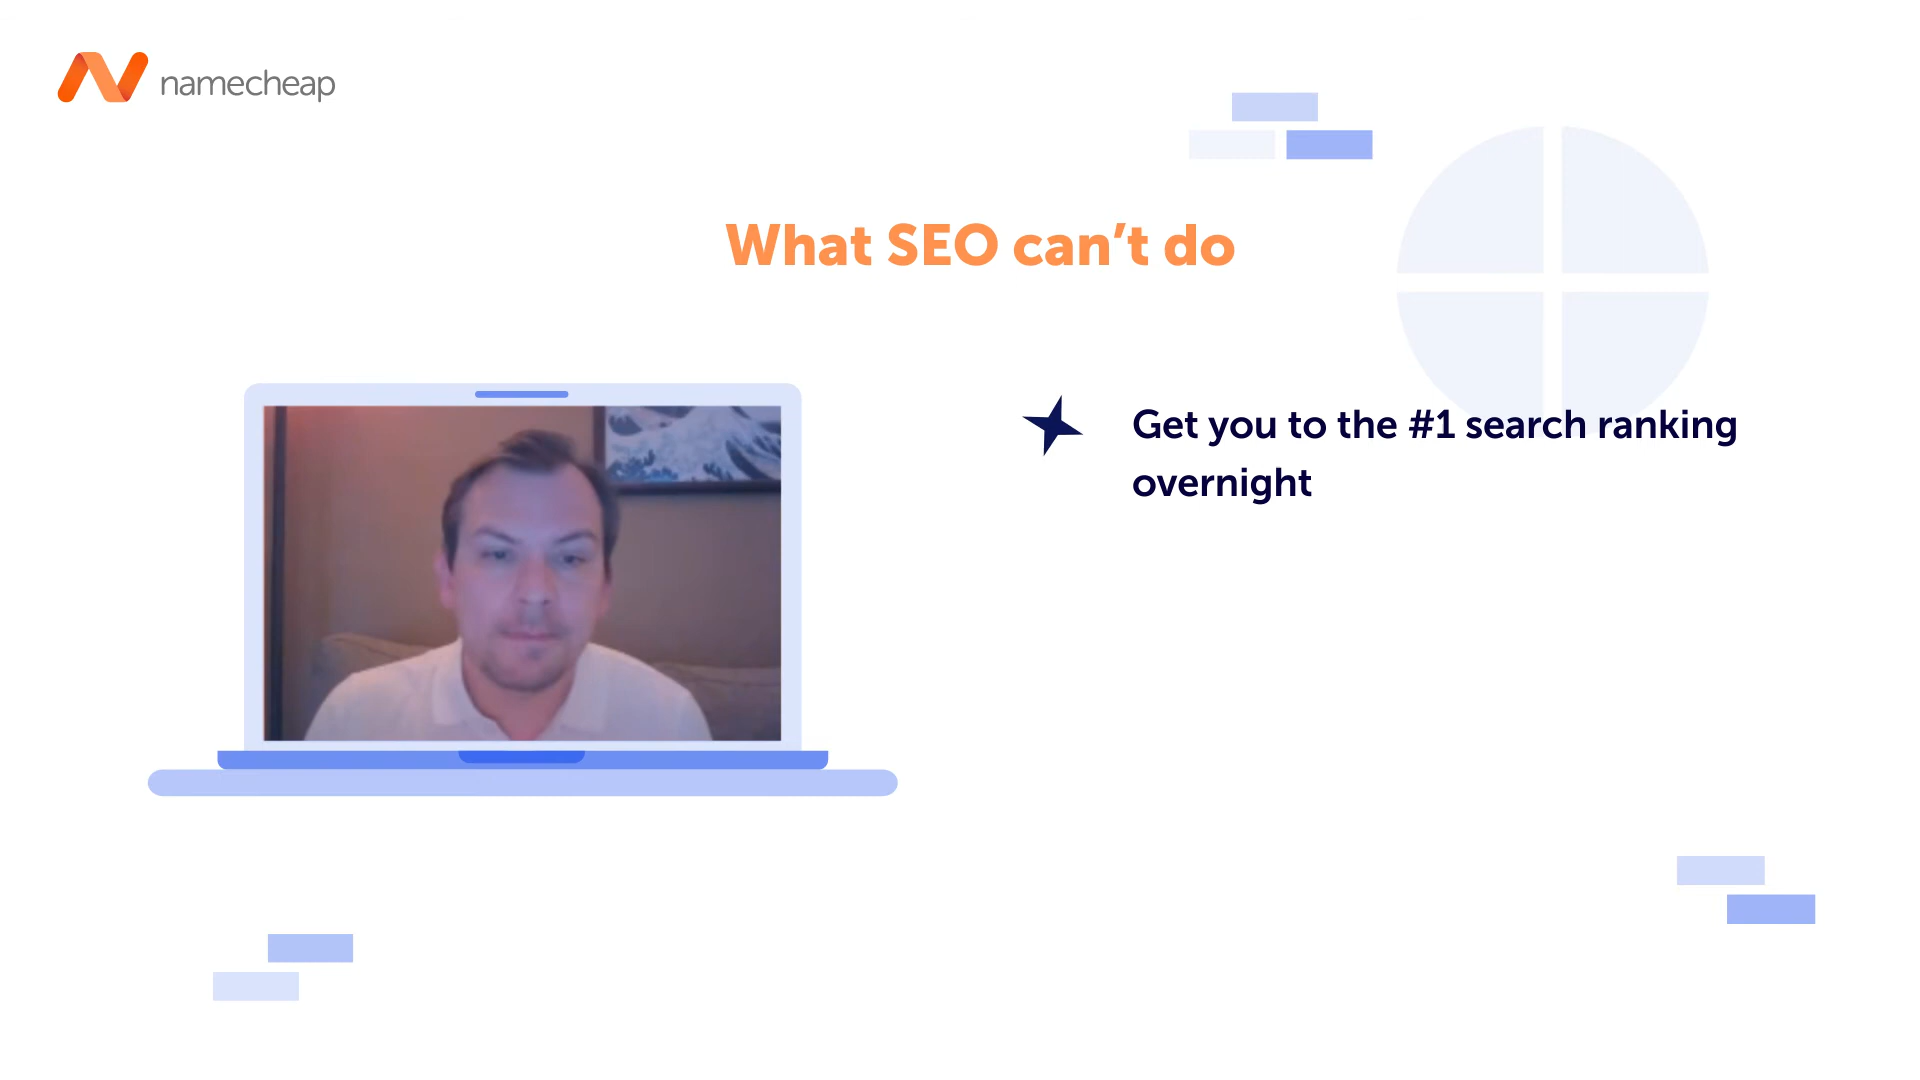 namecheap
What SEO can’t do
Get you to the #1 search ranking
overnight